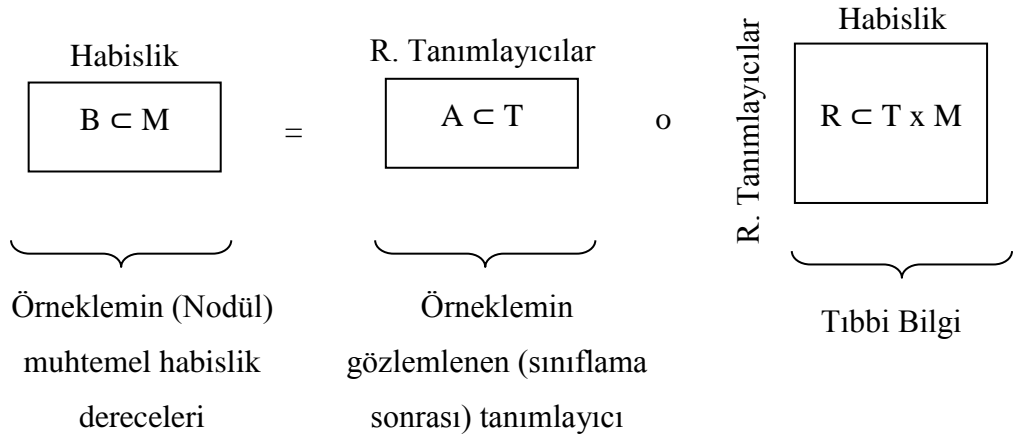 Habislik
B ⊂ M
=
R. Tanımlayıcılar
A ⊂ T
o
Habislik
R. Tanımlayıcılar
R ⊂ T x M
Örneklemin (Nodül)
muhtemel habislik
dereceleri
Örneklemin
gözlemlenen (sınıflama
sonrası) tanımlayıcı
Tıbbi Bilgi